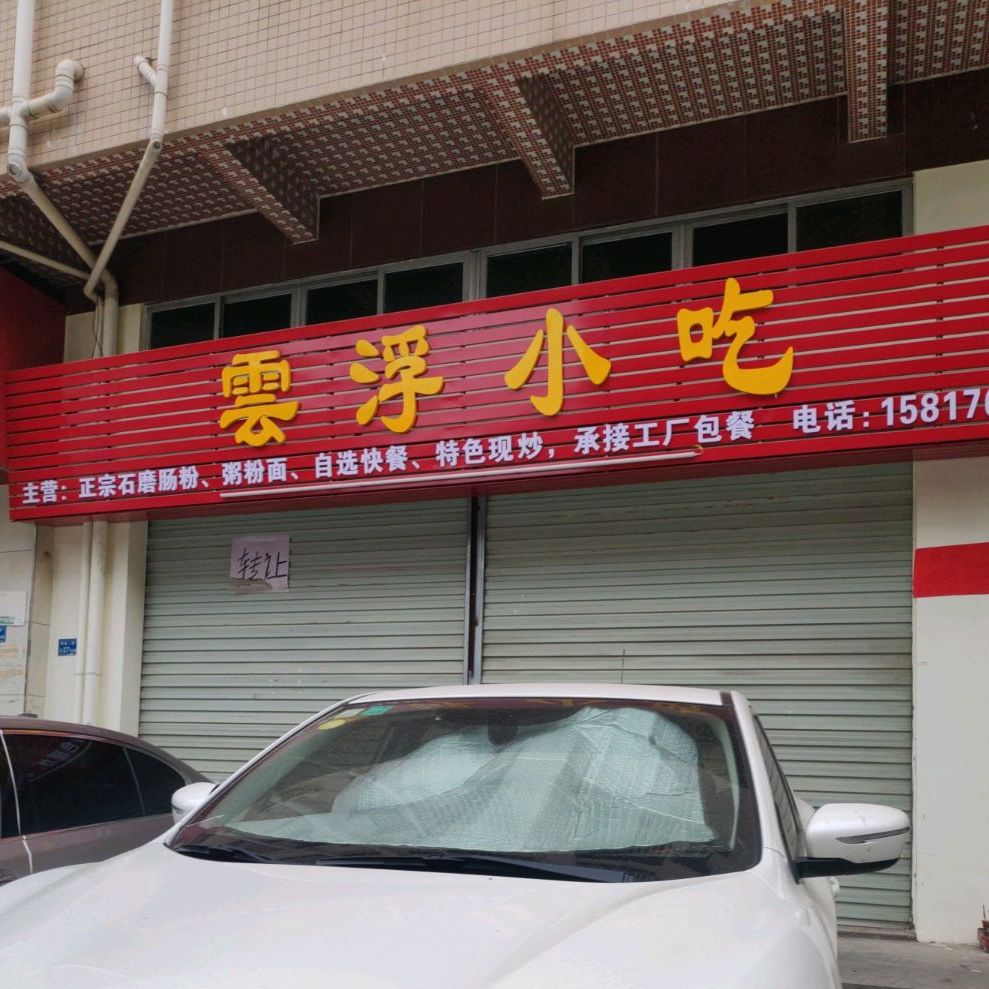 雲浮小吃
主营：正宗石磨肠粉、粥粉面、自选快餐、特色现炒，承接工厂包餐 电话：15817
转让